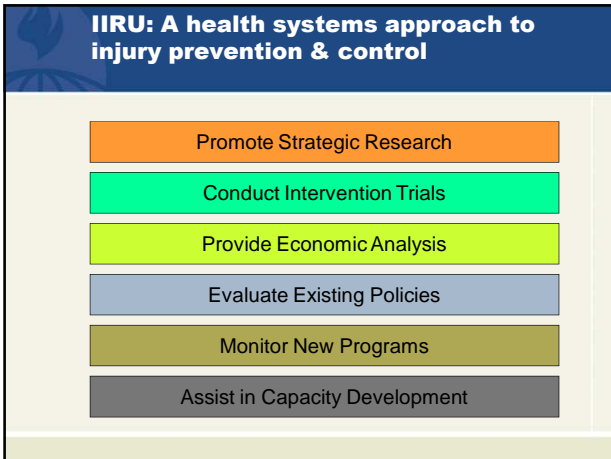 IIRU: A health systems approach to
injury prevention & control
Promote Strategic Research
Conduct Intervention Trials
Provide Economic Analysis
Evaluate Existing Policies
Monitor New Programs
Assist in Capacity Development